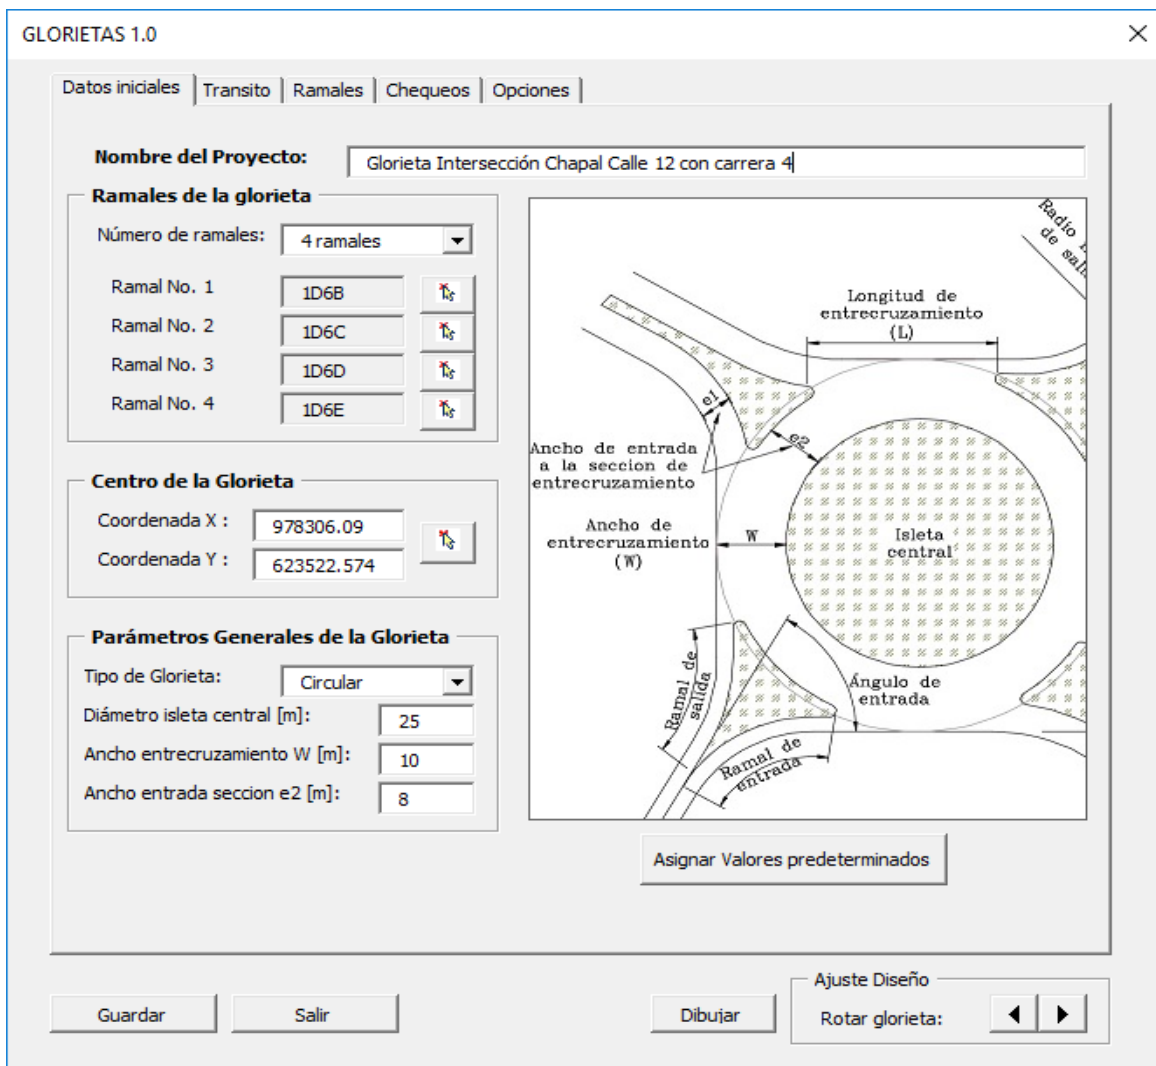 GLORIETAS 1.0
Datos iniciales
Transito
Ramales
Chequeos
Opciones
Nombre del Proyecto:
Glorieta Intersección Chapal Calle 12 con carrera 4
Ramales de la glorieta
Número de ramales:
4 ramales
Ramal No. 1
1D6B
Ramal No. 2
1D6C
Ramal No. 3
1D6D
Ramal No. 4
1D6E
Centro de la Glorieta
Coordenada X :
978306.09
Coordenada Y :
623522.574
Parámetros Generales de la Glorieta
Tipo de Glorieta:
Circular
Diámetro isleta central [m]:
25
Ancho entrecruzamiento W [m]:
10
Ancho entrada seccion e2 [m]:
8
Radio
de salida
Longitud de
entrecruzamiento
(L)
e1
e2
Ancho de entrada
a la seccion de
entrecruzamiento
Ancho de
entrecruzamiento
(W)
W
Isleta
central
Ramal de
salida
Ángulo de
entrada
Ramal de
entrada
Asignar Valores predeterminados
Guardar
Salir
Dibujar
Ajuste Diseño
Rotar glorieta: